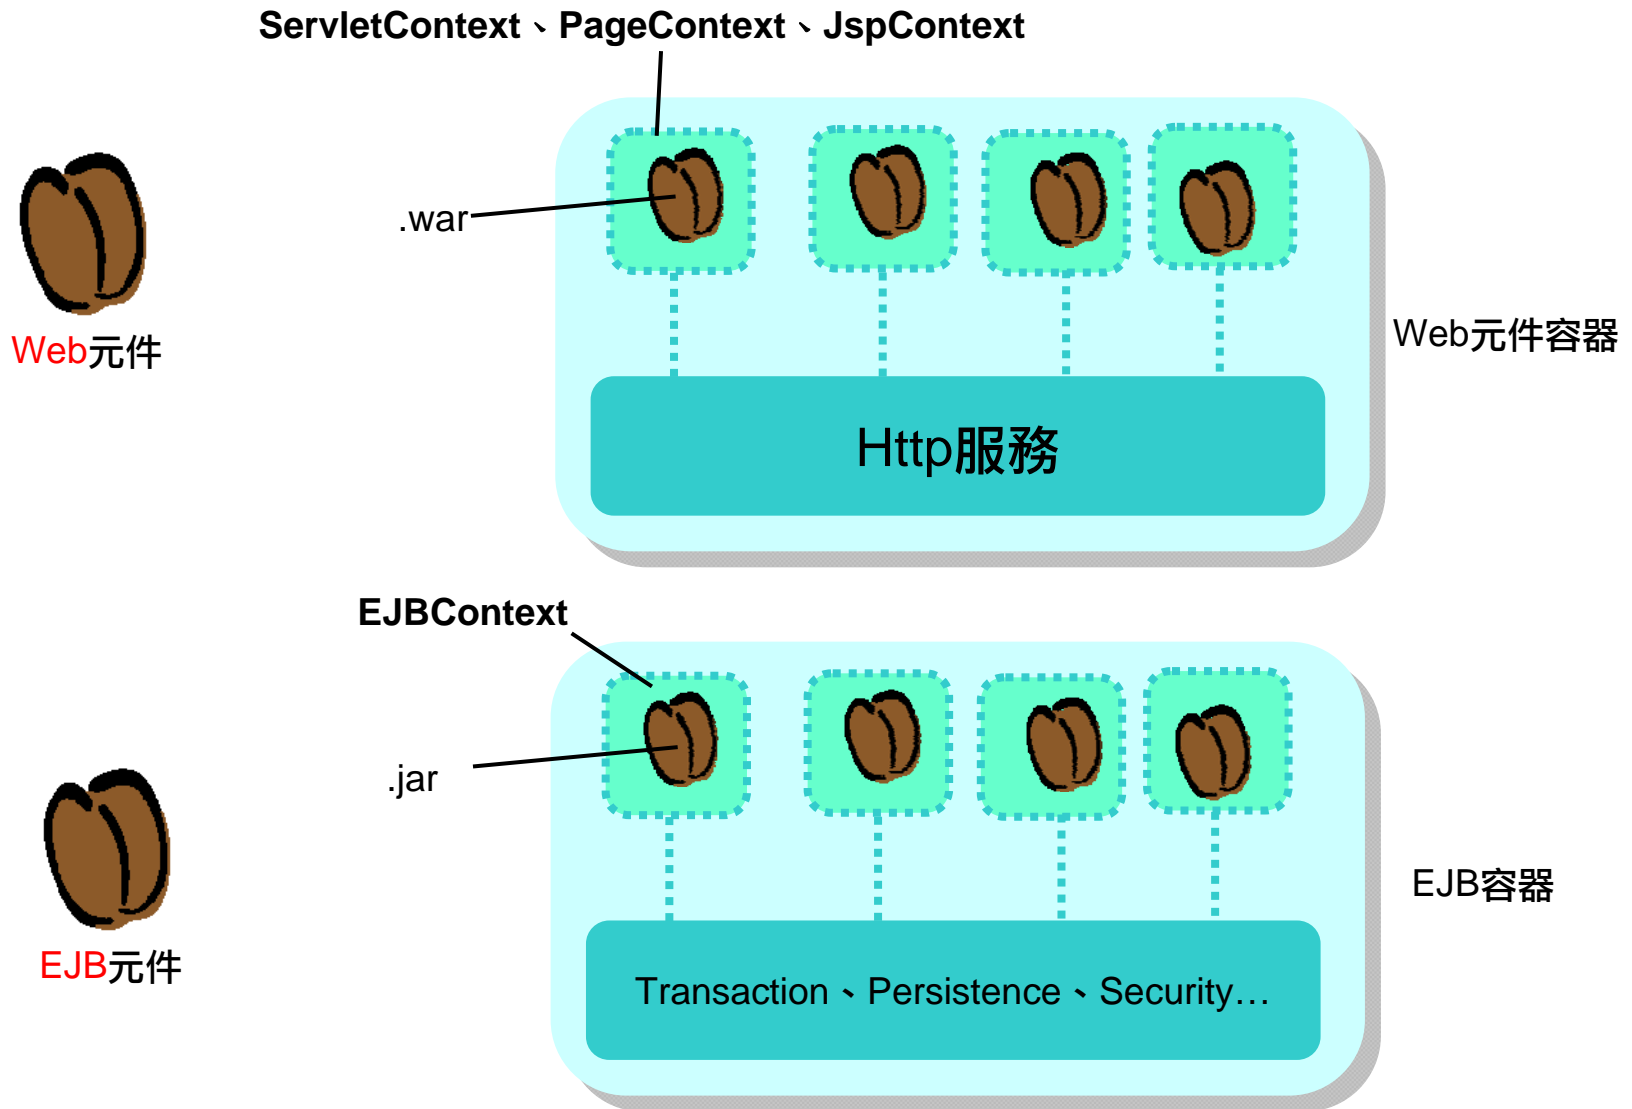 ServletContext、PageContext、JspContext
.war
Web元件
Web元件容器
Http服務
EJBContext
.jar
EJB容器
EJB元件
Transaction、Persistence、Security…